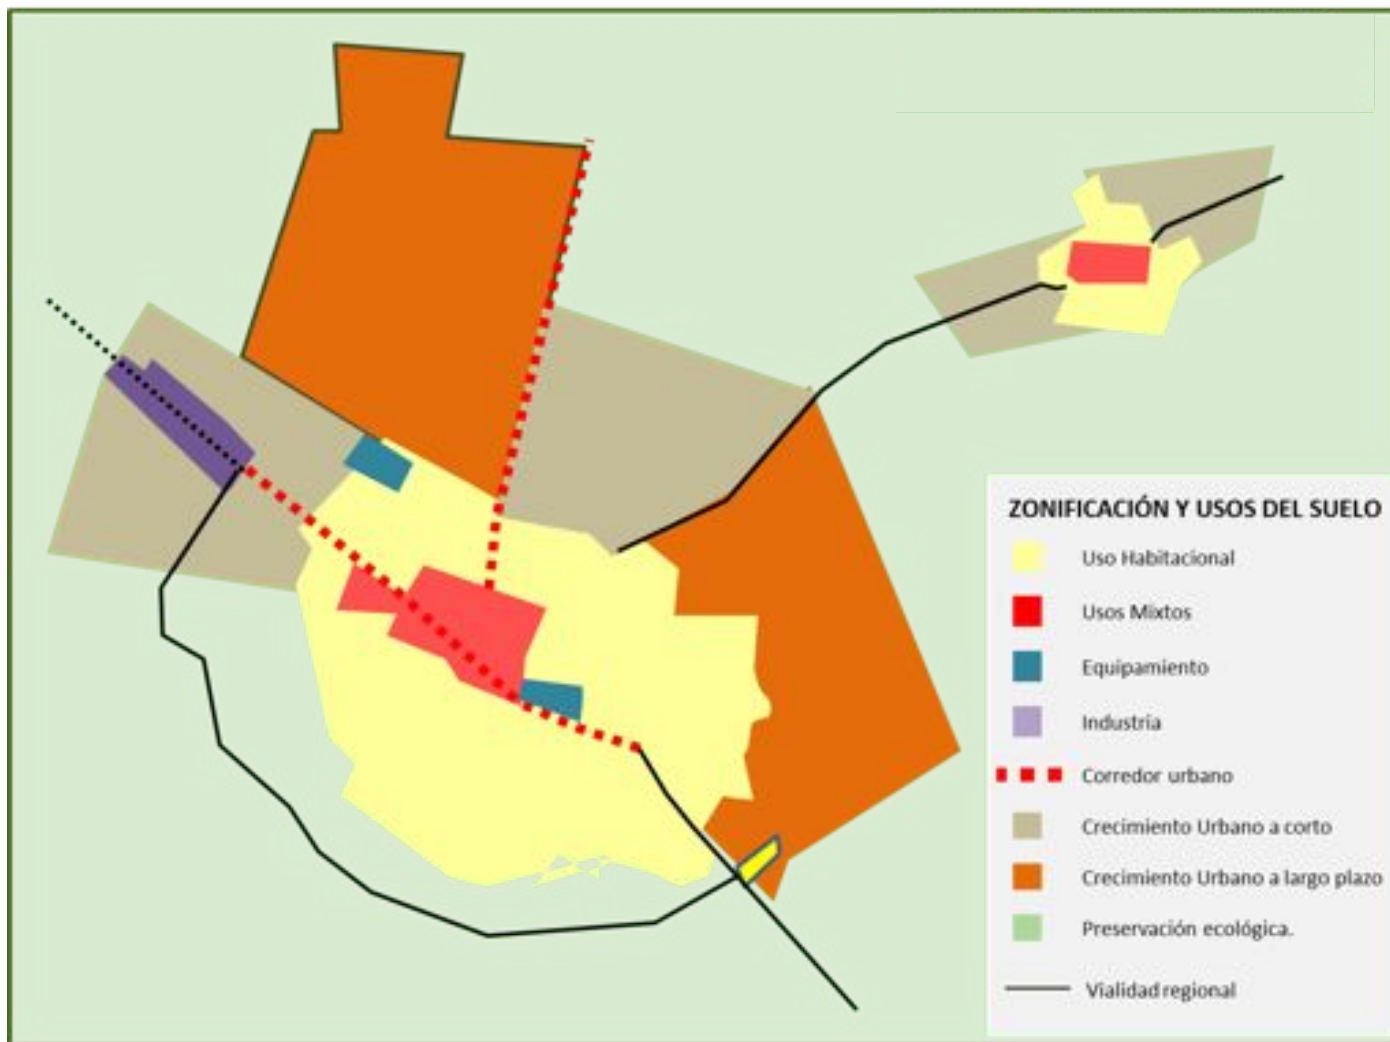 ZONIFICACIÓN Y USOS DEL SUELO
Uso Habitacional
Usos Mixtos
Equipamiento
Industria
Corredor urbano
Crecimiento Urbano a corto
Crecimiento Urbano a largo plazo
Preservación ecológica.
Vialidad regional